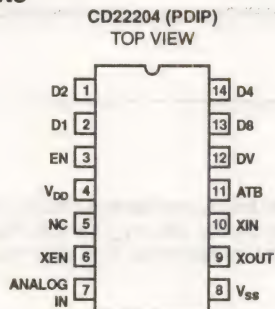 CD22204 (PDIP)
TOP VIEW
D2 1
D1 2
EN 3
VDD 4
NC 5
XEN 6
ANALOG IN 7
14 D4
13 D8
12 DV
11 ATB
10 XIN
9 XOUT
8 VSS